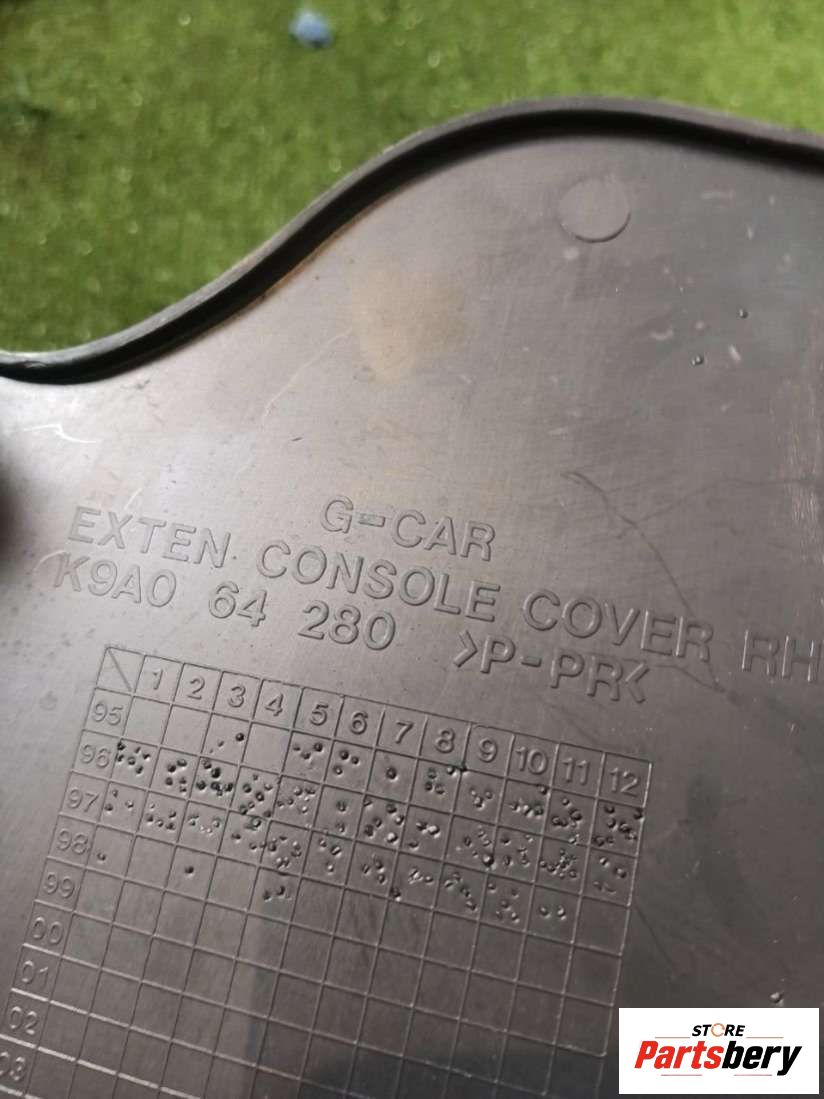 G-CAR
EXTEN. CONSOLE COVER RH
K9A0 64 280 >P-PR<
1 2 3 4 5 6 7 8 9 10 11 12
95
96
97
98
99
00
01
02
03
STORE
Partsbery